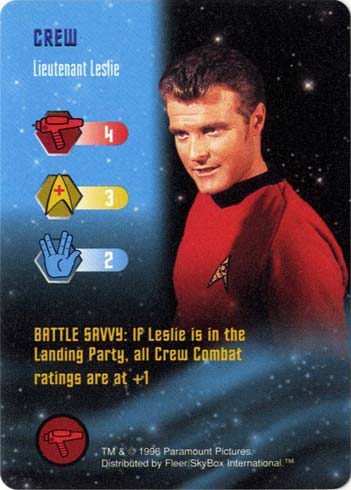 CREW
Lieutenant Leslie
4
3
2
BATTLE SAVVY: IF Leslie is in the
Landing Party, all Crew Combat
ratings are at +1
TM & © 1996 Paramount Pictures.
Distributed by Fleer/SkyBox International.™